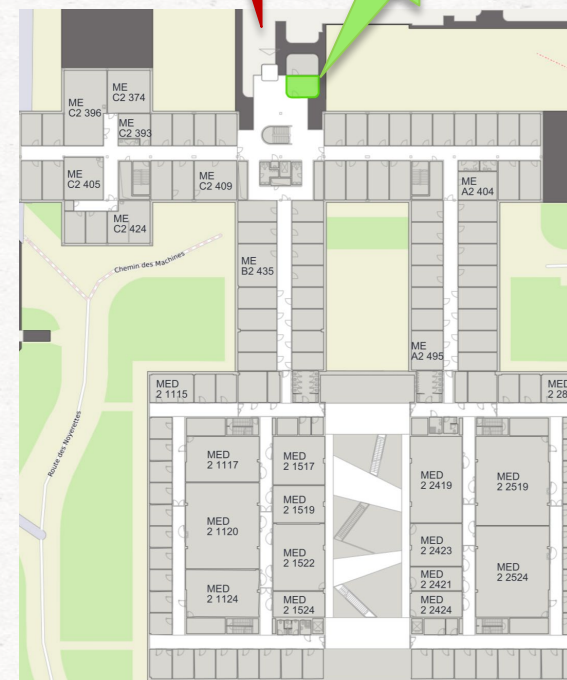 ME
C2 396
ME
C2 374
ME
C2 393
ME
C2 405
ME
C2 409
ME
A2 404
ME
C2 424
Chemin des Machines
ME
B2 435
ME
A2 495
MED
2 1115
MED
2 28
Route des Noyerettes
MED
2 1117
MED
2 1517
MED
2 2419
MED
2 2519
MED
2 1519
MED
2 1120
MED
2 1522
MED
2 2423
MED
2 2421
MED
2 2524
MED
2 1124
MED
2 1524
MED
2 2424